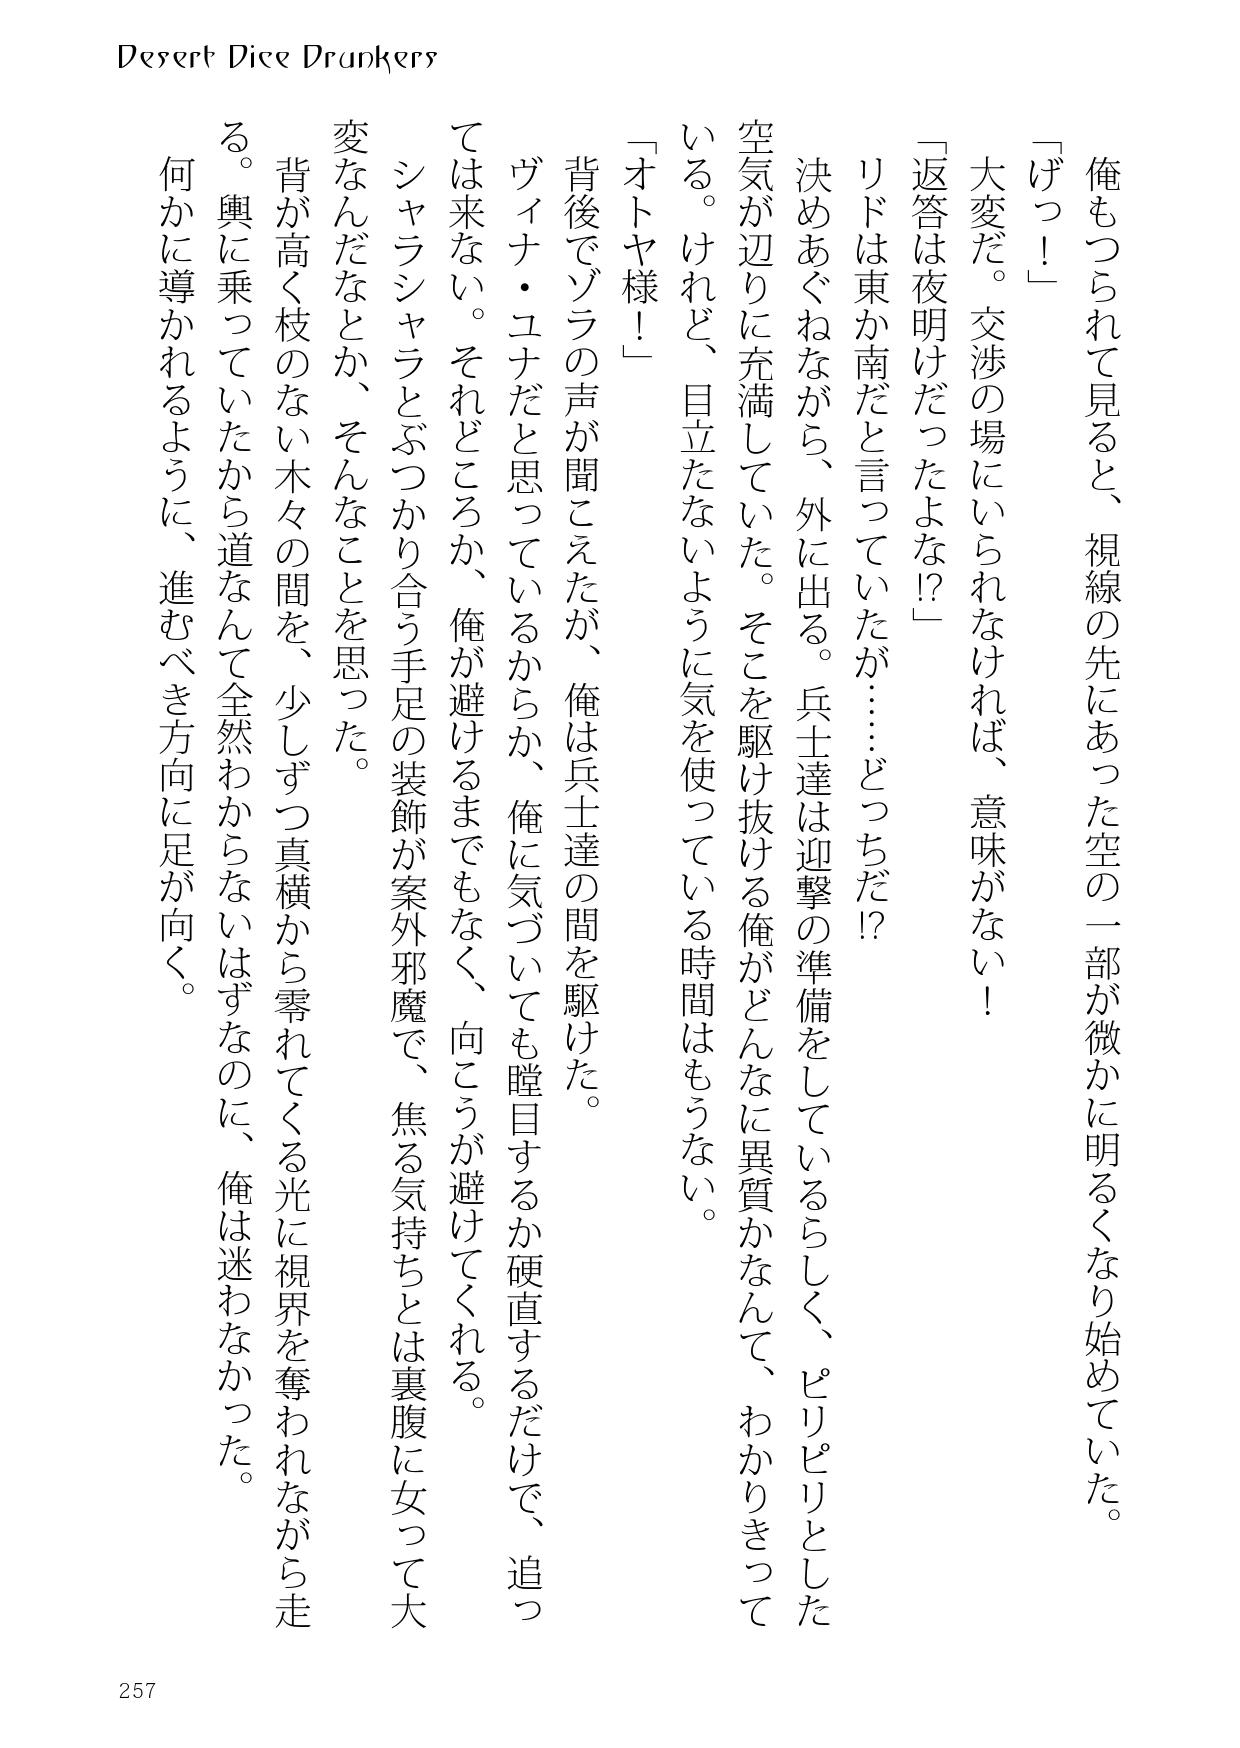 Desert Dice Drunkers
俺もつられて見ると、視線の先にあった空の一部が微かに明るくなり始めていた。
「げっ！」
大変だ。交渉の場にいられなければ、意味がない！
「返答は夜明けだったよな!?」
リドは東か南だと言っていたが……どっちだ!?
決めあぐねながら、外に出る。兵士達は迎撃の準備をしているらしく、ピリピリとした
空気が辺りに充満していた。そこを駆け抜ける俺がどんなに異質かなんて、わかりきって
いる。けれど、目立たないように気を使っている時間はもうない。
「オトヤ様！」
背後でゾラの声が聞こえたが、俺は兵士達の間を駆けた。
ヴィナ・ユナだと思っているからか、俺に気づいても瞠目するか硬直するだけで、追っ
ては来ない。それどころか、俺が避けるまでもなく、向こうが避けてくれる。
シャラシャラとぶつかり合う手足の装飾が案外邪魔で、焦る気持ちとは裏腹に女って大
変なんだなとか、そんなことを思った。
背が高く枝のない木々の間を、少しずつ真横から零れてくる光に視界を奪われながら走
る。輿に乗っていたから道なんて全然わからないはずなのに、俺は迷わなかった。
何かに導かれるように、進むべき方向に足が向く。
257